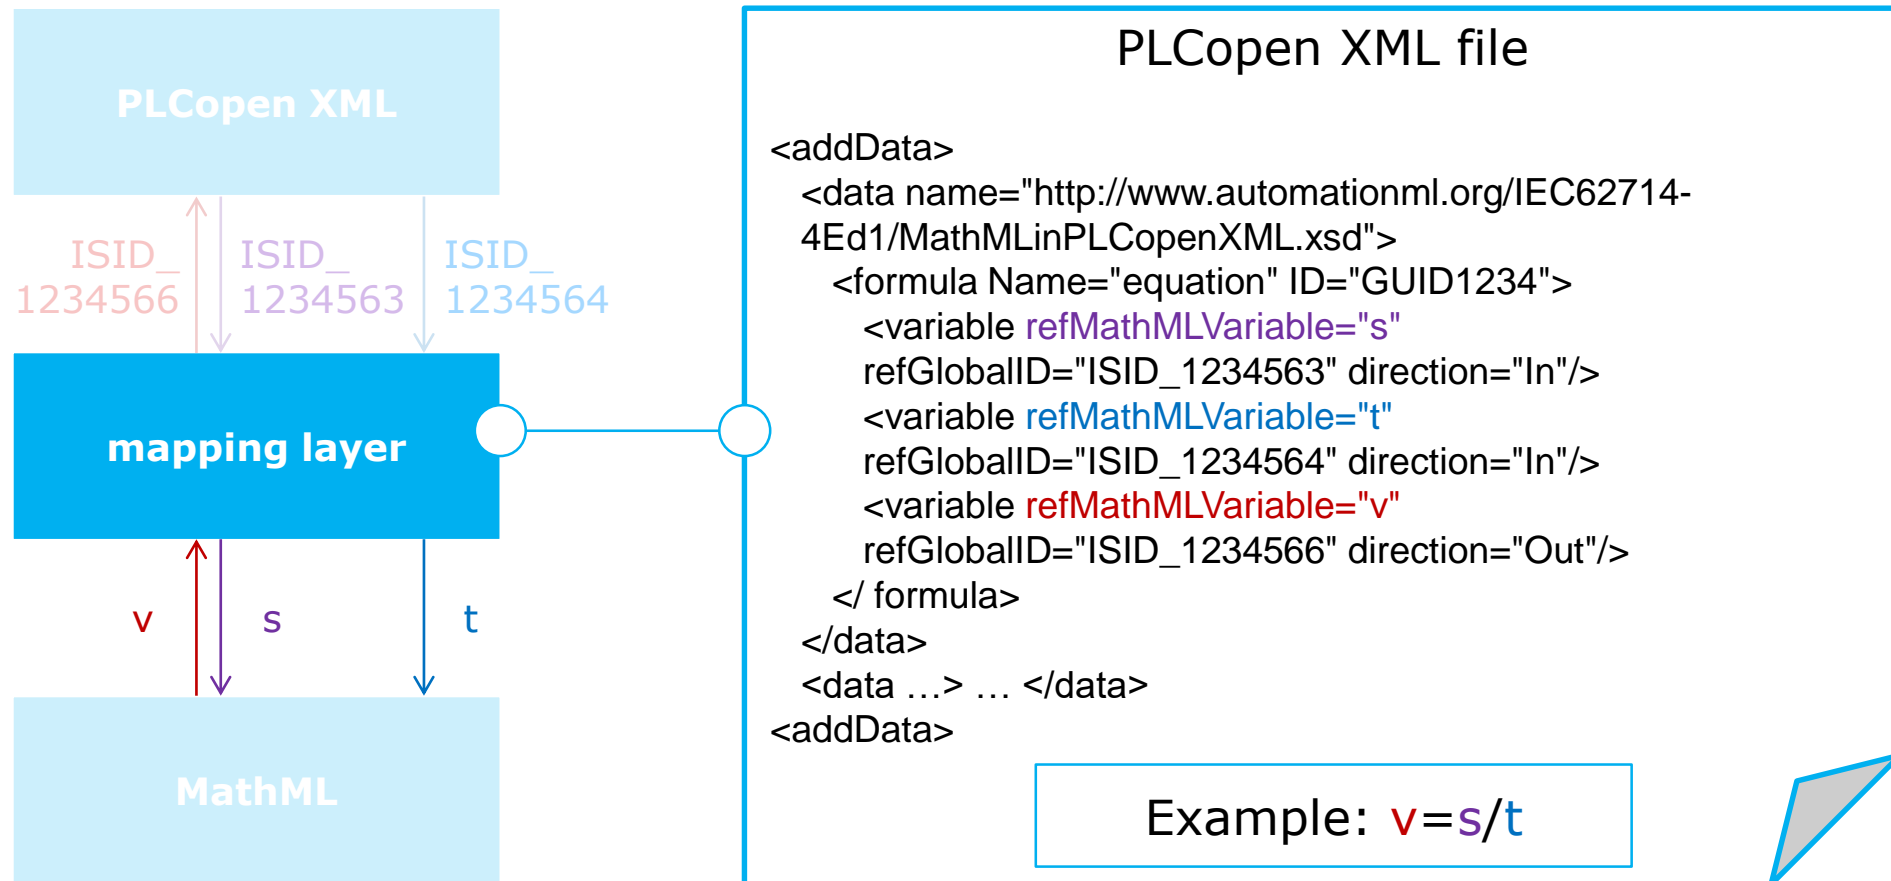 PLCopen XML
ISID_
1234566
ISID_
1234563
ISID_
1234564
mapping layer
v
s
t
MathML
PLCopen XML file
<addData>
<data name="http://www.automationml.org/IEC62714-
4Ed1/MathMLinPLCopenXML.xsd">
<formula Name="equation" ID="GUID1234">
<variable refMathMLVariable="s"
refGlobalID="ISID_1234563" direction="In"/>
<variable refMathMLVariable="t"
refGlobalID="ISID_1234564" direction="In"/>
<variable refMathMLVariable="v"
refGlobalID="ISID_1234566" direction="Out"/>
</ formula>
</data>
<data …> … </data>
<addData>
Example: v=s/t